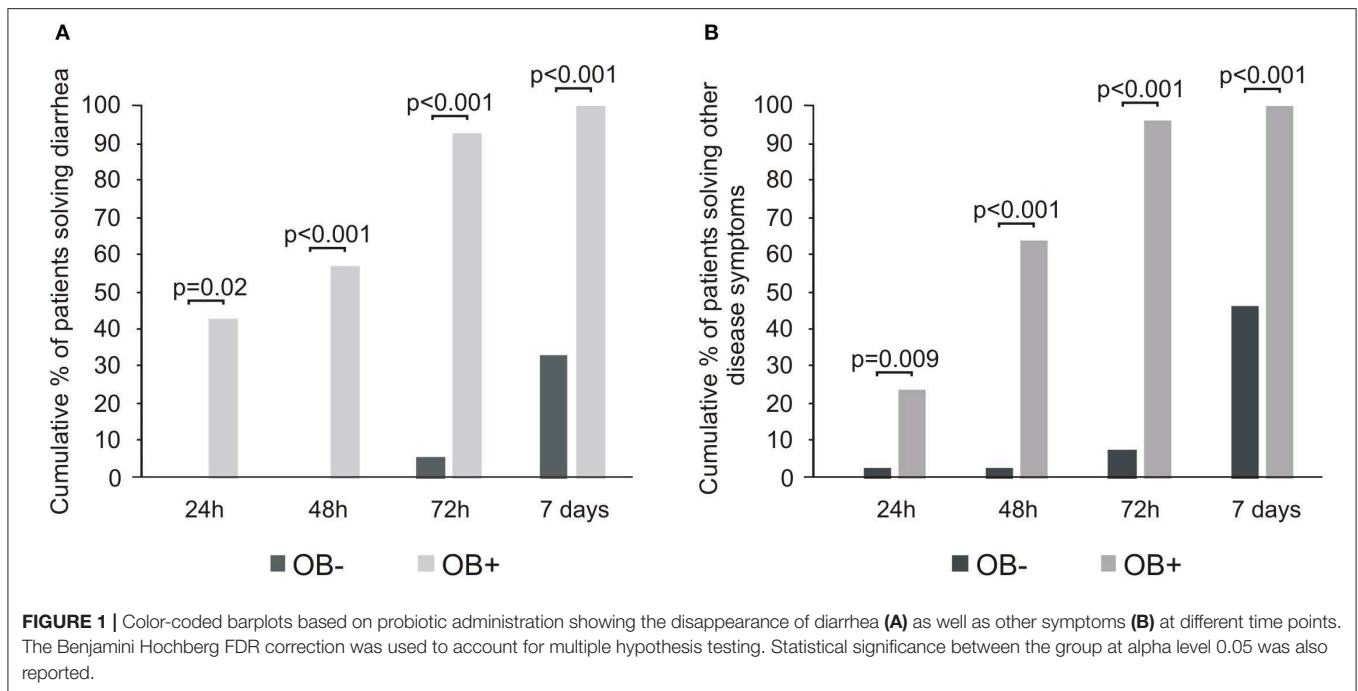 A
Cumulative % of patients solving diarrhea
100
90
80
70
60
50
40
30
20
10
0
p=0.02
p<0.001
p<0.001
p<0.001
24h
48h
72h
7 days
OB-
OB+
B
Cumulative % of patients solving other
disease symptoms
100
90
80
70
60
50
40
30
20
10
0
p=0.009
p<0.001
p<0.001
p<0.001
24h
48h
72h
7 days
OB-
OB+
FIGURE 1 | Color-coded barplots based on probiotic administration showing the disappearance of diarrhea (A) as well as other symptoms (B) at different time points.
The Benjamini Hochberg FDR correction was used to account for multiple hypothesis testing. Statistical significance between the group at alpha level 0.05 was also
reported.